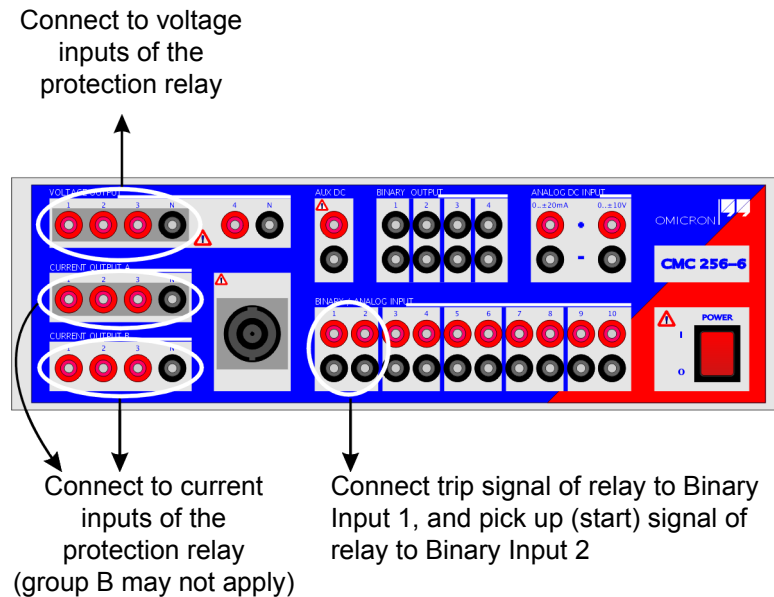 Connect to voltage
inputs of the
protection relay
VOLTAGE OUTPUT
1 2 3 N 4 N
AUX DC
BINARY OUTPUT
1 2 3 4
ANALOG DC INPUT
0..±20mA 0..±10V
OMICRON
CMC 256-6
CURRENT OUTPUT A
1 2 3 N
BINARY / ANALOG INPUT
1 2 3 4 5 6 7 8 9 10
CURRENT OUTPUT B
1 2 3 N
POWER
I
O
Connect to current
inputs of the
protection relay
(group B may not apply)
Connect trip signal of relay to Binary
Input 1, and pick up (start) signal of
relay to Binary Input 2